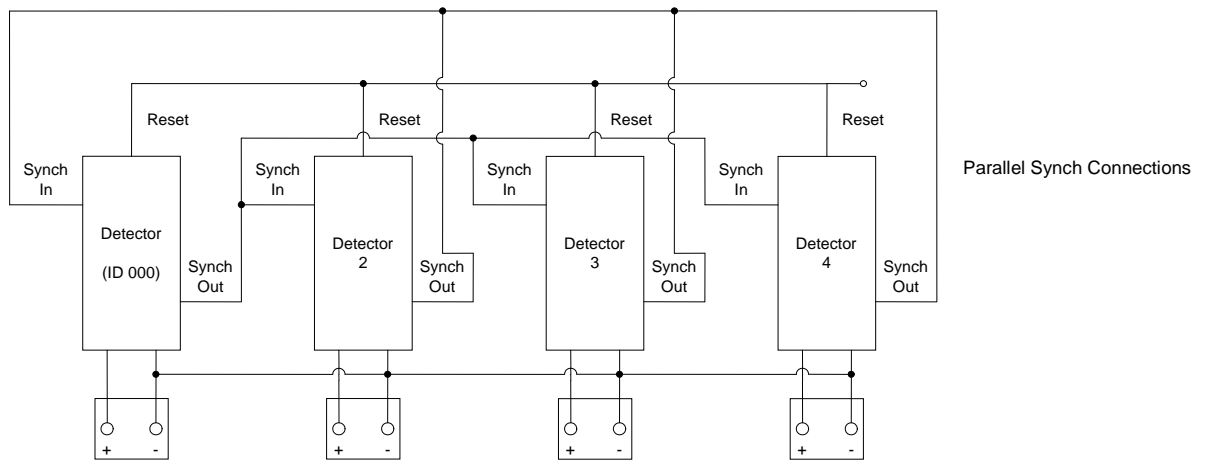 Reset
Reset
Reset
Reset
Synch
In
Synch
In
Synch
In
Synch
In
Parallel Synch Connections
Detector
(ID 000)
Detector
2
Detector
3
Detector
4
Synch
Out
Synch
Out
Synch
Out
Synch
Out
+ -
+ -
+ -
+ -